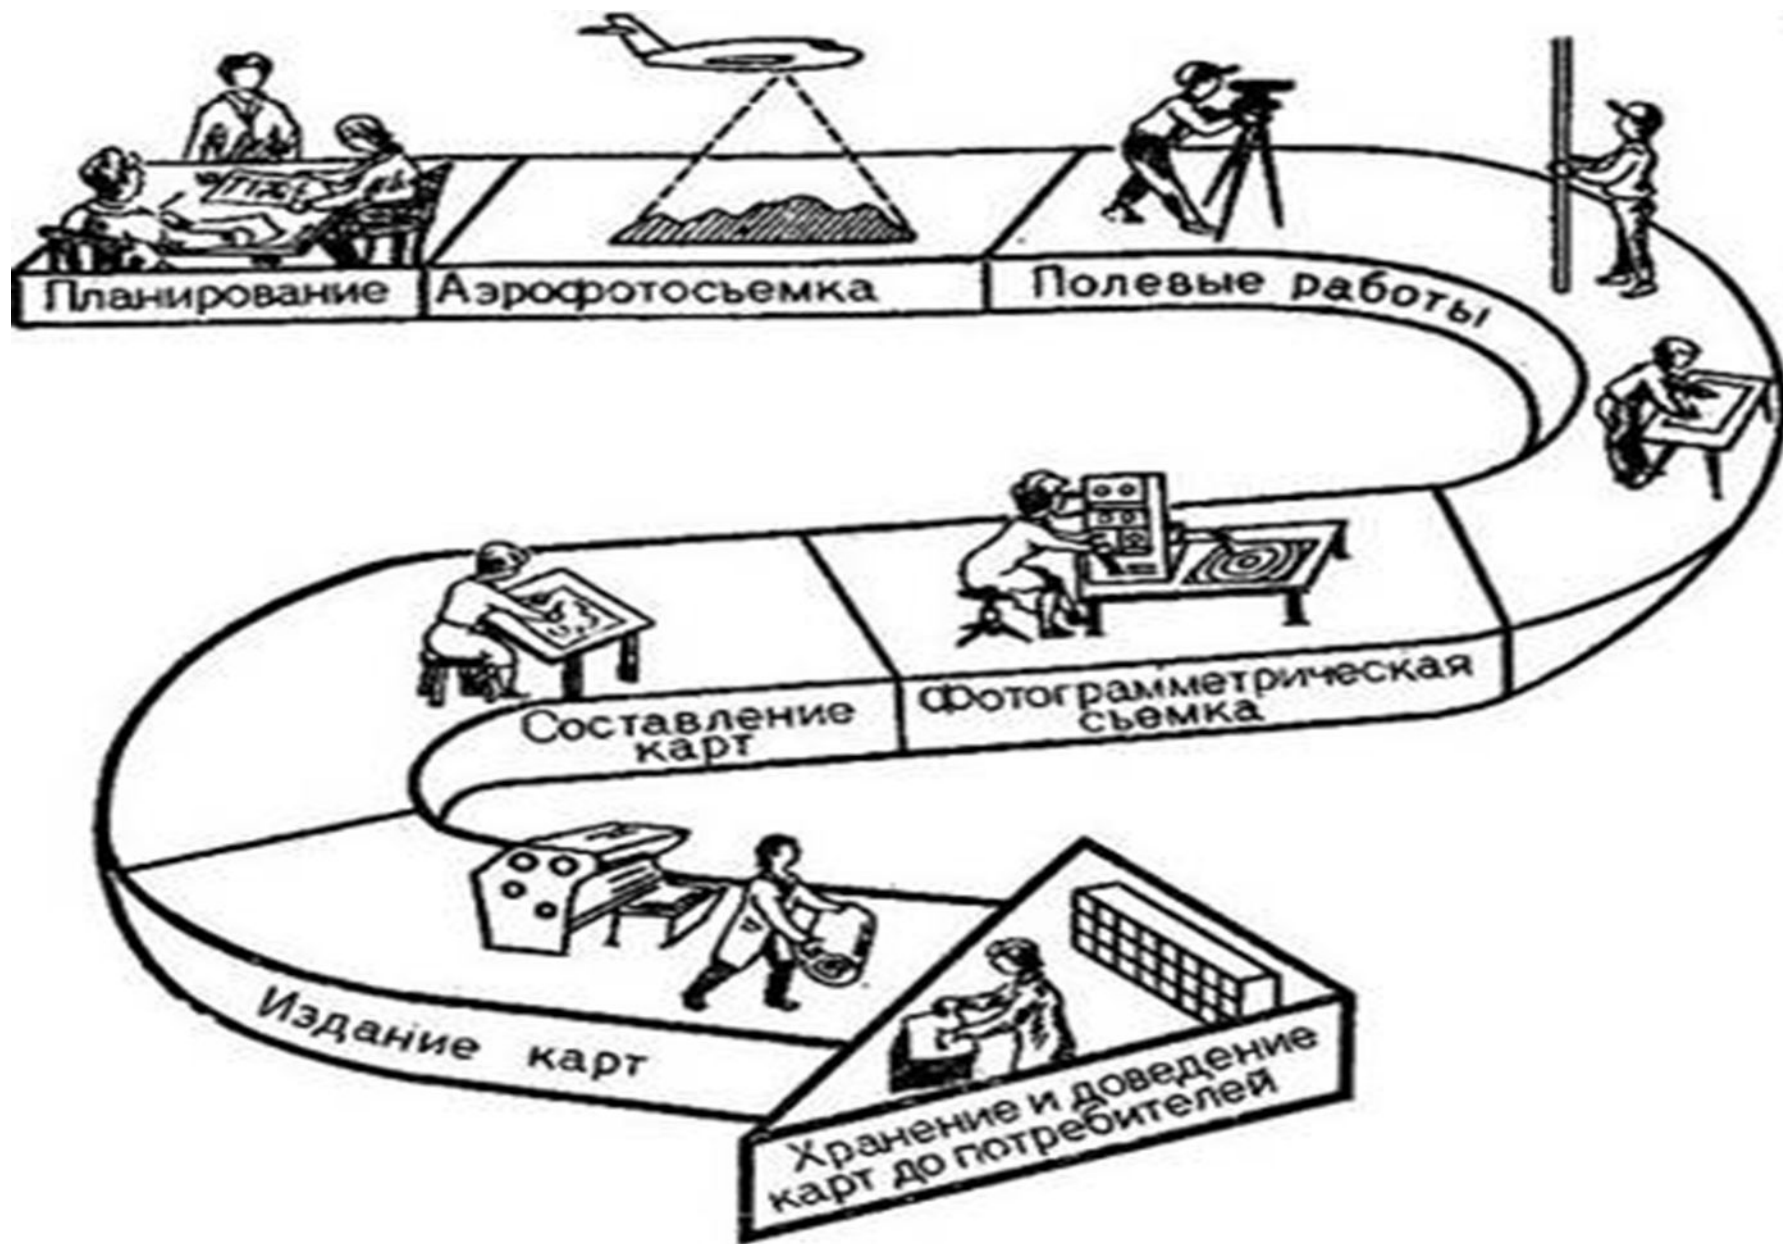 Планирование
Аэрофотосьемка
Полевые работы
Фотограмметрическая
сьемка
Составление
карт
Издание карт
Хранение и доведение
карт до потребителей